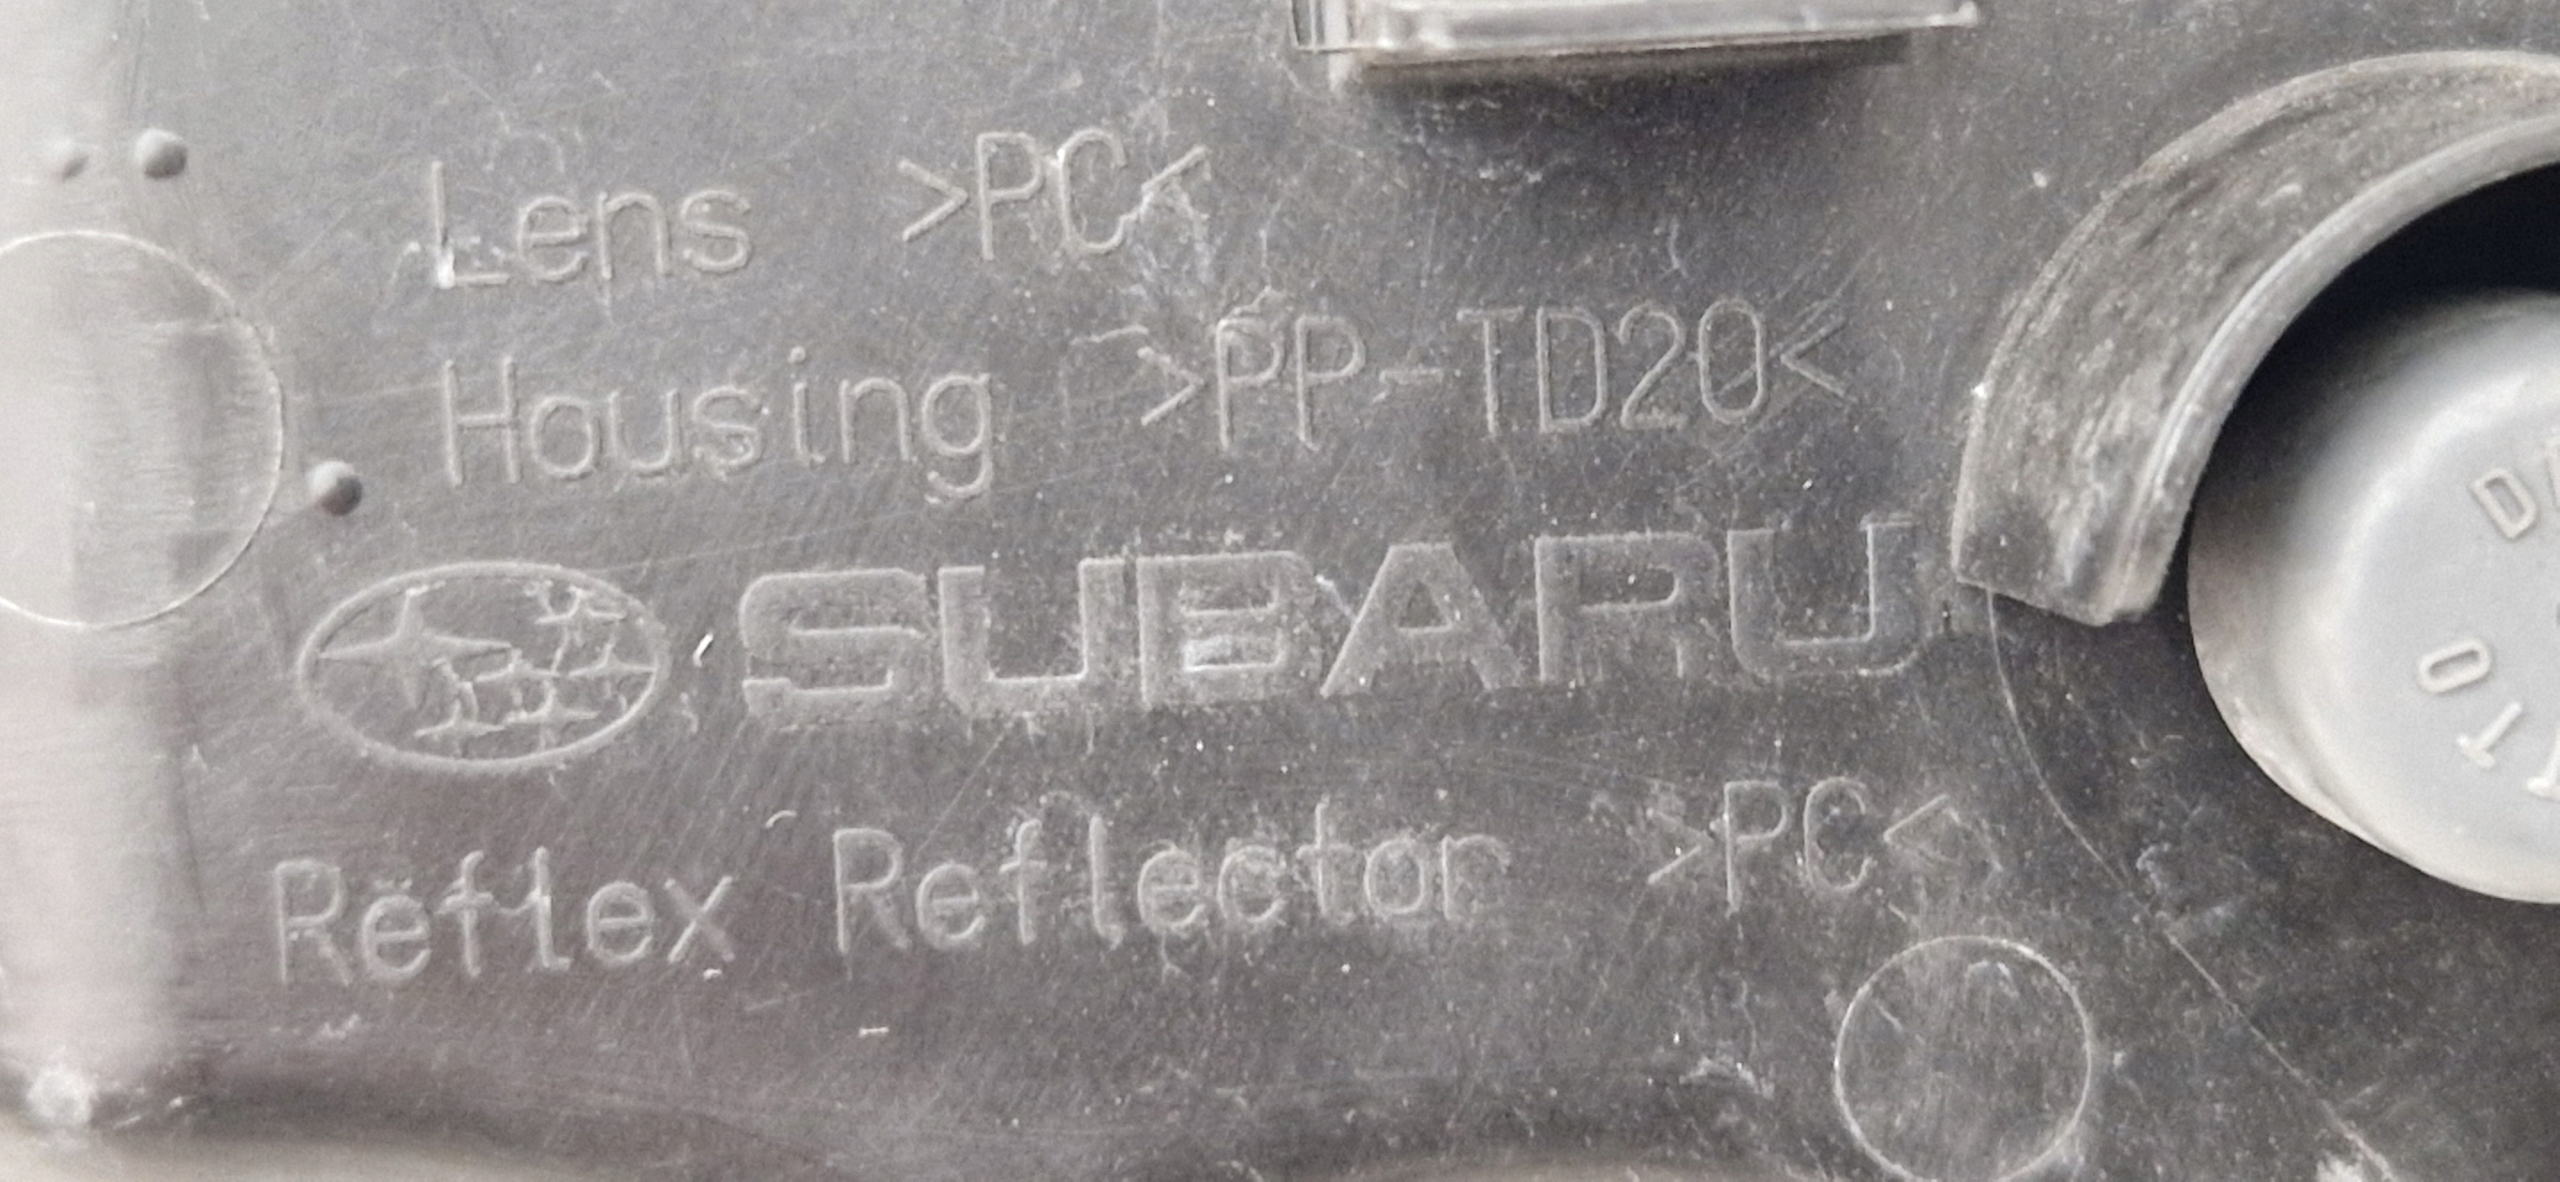 Lens >PC<
Housing >PP-TD20<
SUBARU
Reflex Reflector >PC<